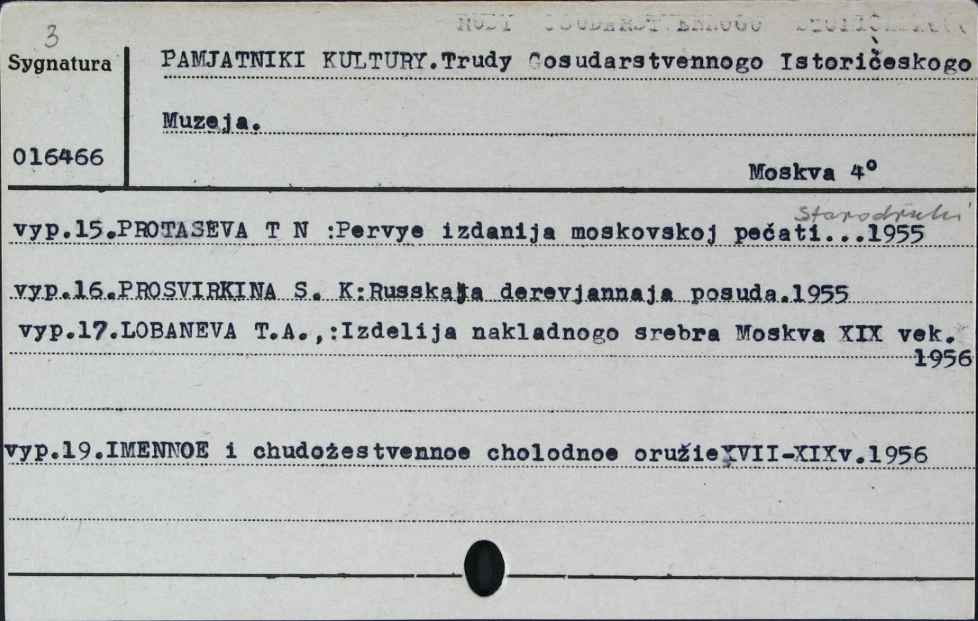 3
Sygnatura
016466
PAMJATNIKI KULTURY.Trudy Gosudarstvennogo Istoričeskogo
Muzeja.
Moskva 4°
Starodruki
vyp.15.PROTASEVA T N :Pervye izdanija moskovskoj pečati...1955
vyp.16.PROSVIRKINA S. K:Russkaja derevjannaja posuda.1955
vyp.17.LOBANEVA T.A.,:Izdelija nakladnogo srebra Moskva XIX vek.
1956
vyp.19.IMENNOE i chudožestvennoe cholodnoe oružieXVII-XIXv.1956